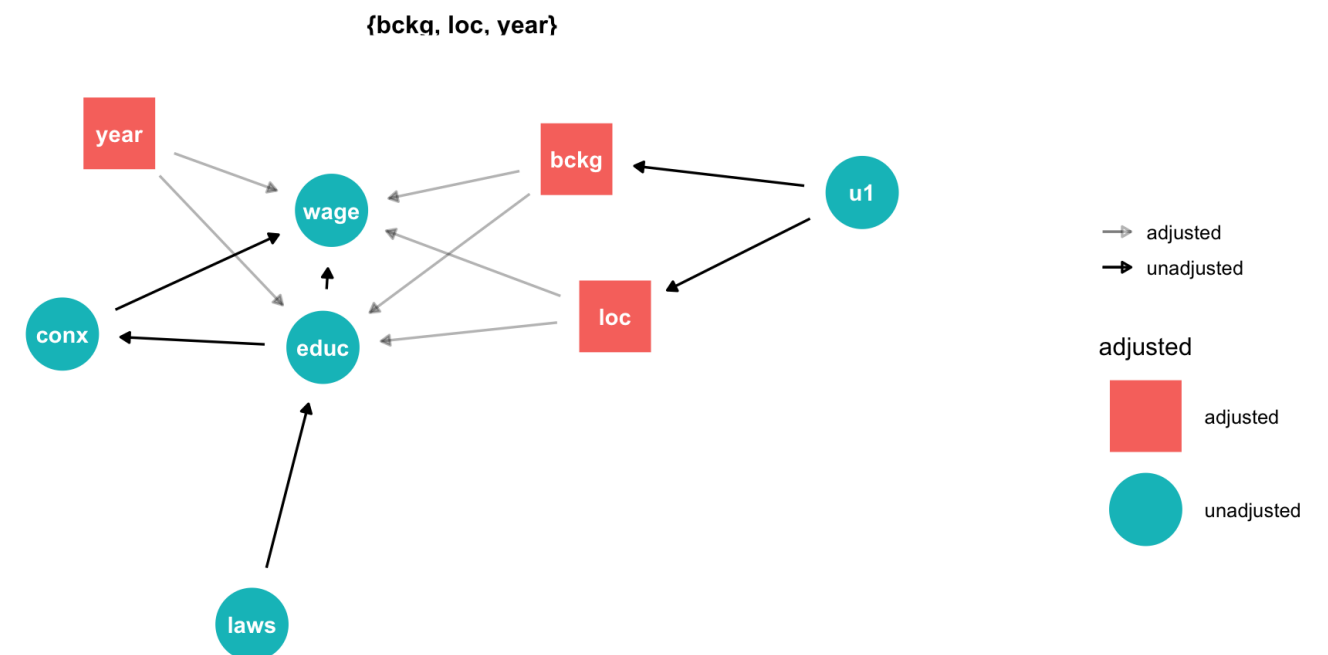 {bckg, loc, year}
year
bckg
u1
wage
adjusted
unadjusted
loc
conx
educ
adjusted
adjusted
unadjusted
laws